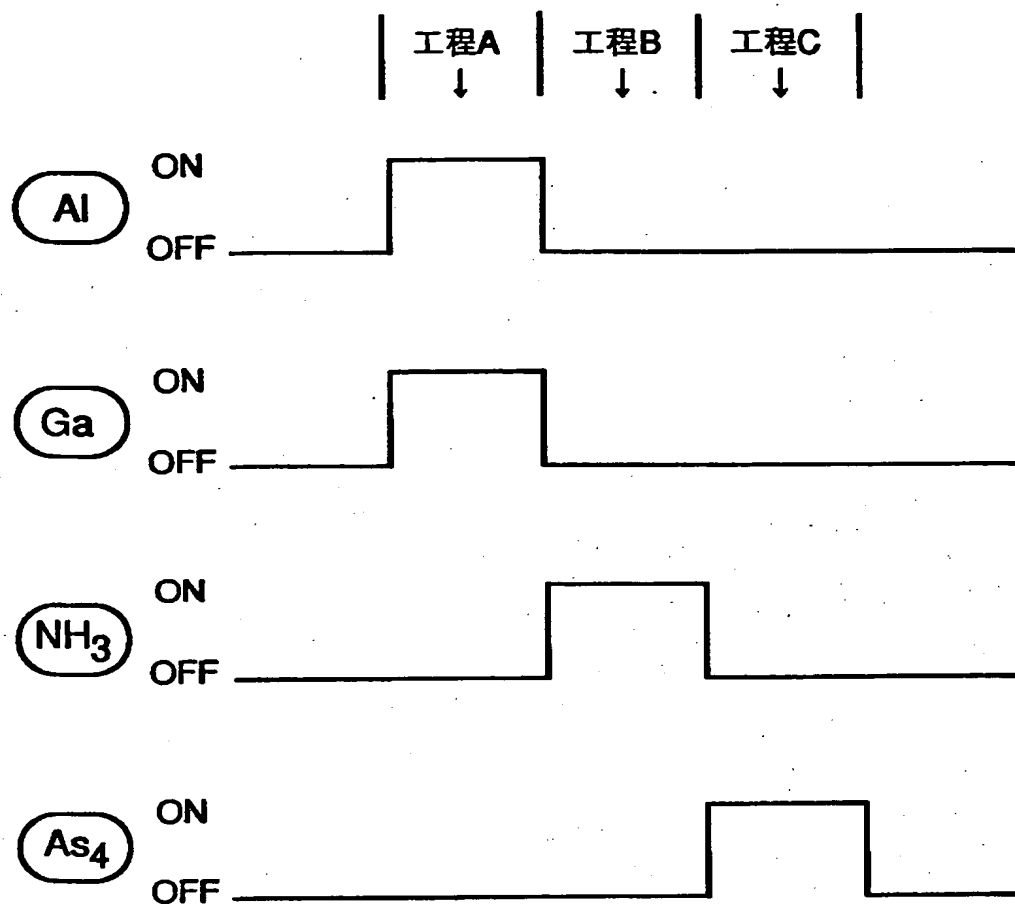 工程A 工程B 工程C
↓ ↓ ↓
Al ON
OFF
Ga ON
OFF
NH₃ ON
OFF
As₄ ON
OFF